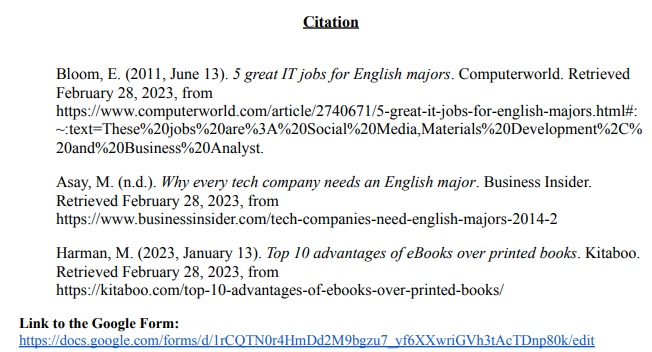 Citation
Bloom, E. (2011, June 13). 5 great IT jobs for English majors. Computerworld. Retrieved
February 28, 2023, from
https://www.computerworld.com/article/2740671/5-great-it-jobs-for-english-majors.html#:
~:text=These%20jobs%20are%3A%20Social%20Media,Materials%20Development%2C%
20and%20Business%20Analyst.
Asay, M. (n.d.). Why every tech company needs an English major. Business Insider.
Retrieved February 28, 2023, from
https://www.businessinsider.com/tech-companies-need-english-majors-2014-2
Harman, M. (2023, January 13). Top 10 advantages of eBooks over printed books. Kitaboo.
Retrieved February 28, 2023, from
https://kitaboo.com/top-10-advantages-of-ebooks-over-printed-books/
Link to the Google Form:
https://docs.google.com/forms/d/1rCQTN0r4HmDd2M9bgzu7_yf6XXwriGVh3tAcTDnp80k/edit